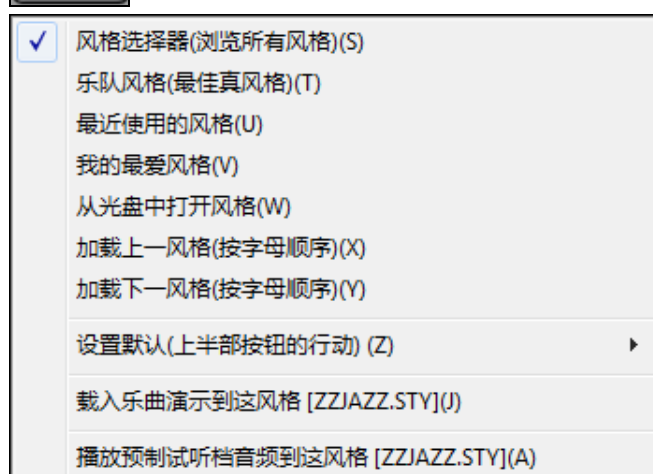 风格选择器(浏览所有风格)(S)
乐队风格(最佳真风格)(T)
最近使用的风格(U)
我的最爱风格(V)
从光盘中打开风格(W)
加载上一风格(按字母顺序)(X)
加载下一风格(按字母顺序)(Y)
设置默认(上半部按钮的行动) (Z)
载入乐曲演示到这风格 [ZZJAZZ.STY](J)
播放预制试听档音频到这风格 [ZZJAZZ.STY](A)